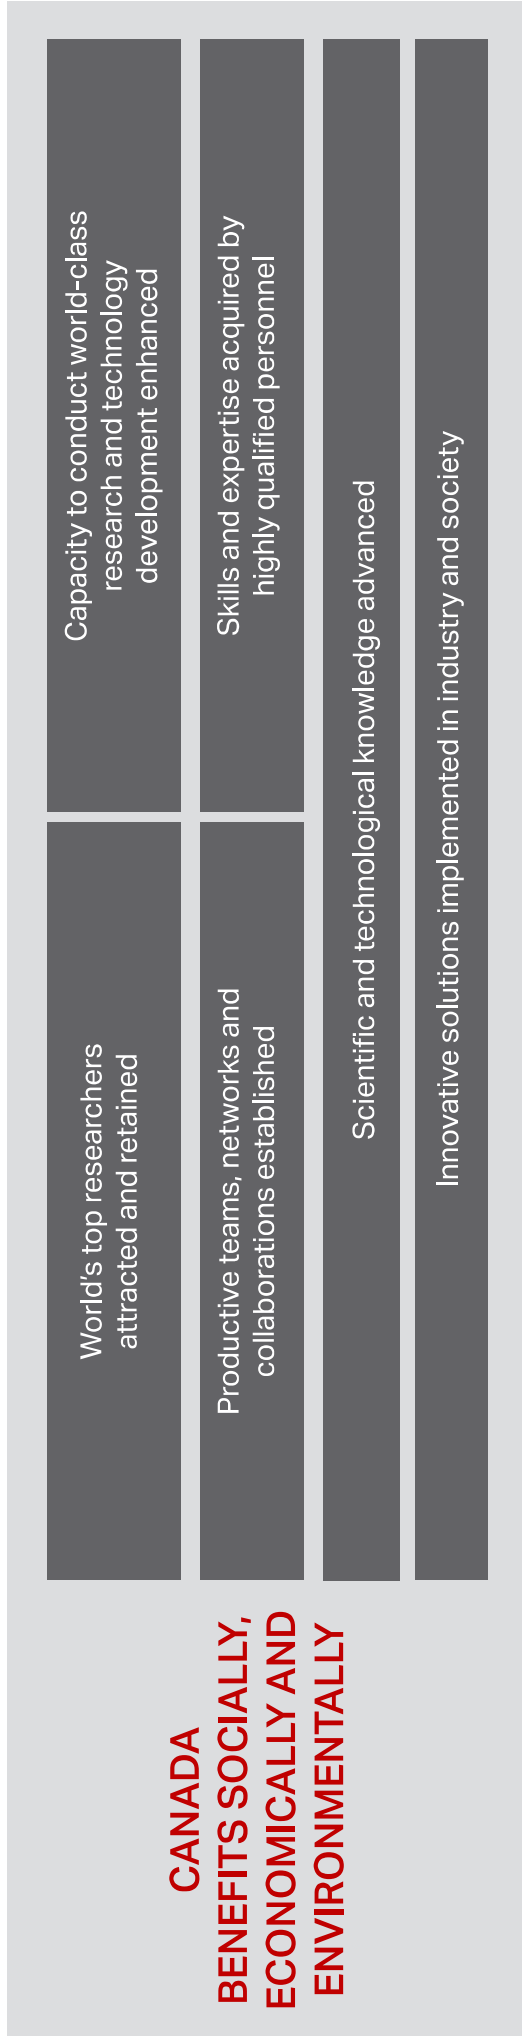 CANADA
BENEFITS SOCIALLY,
ECONOMICALLY AND
ENVIRONMENTALLY
World's top researchers
attracted and retained
Capacity to conduct world-class
research and technology
development enhanced
Productive teams, networks and
collaborations established
Skills and expertise acquired by
highly qualified personnel
Scientific and technological knowledge advanced
Innovative solutions implemented in industry and society